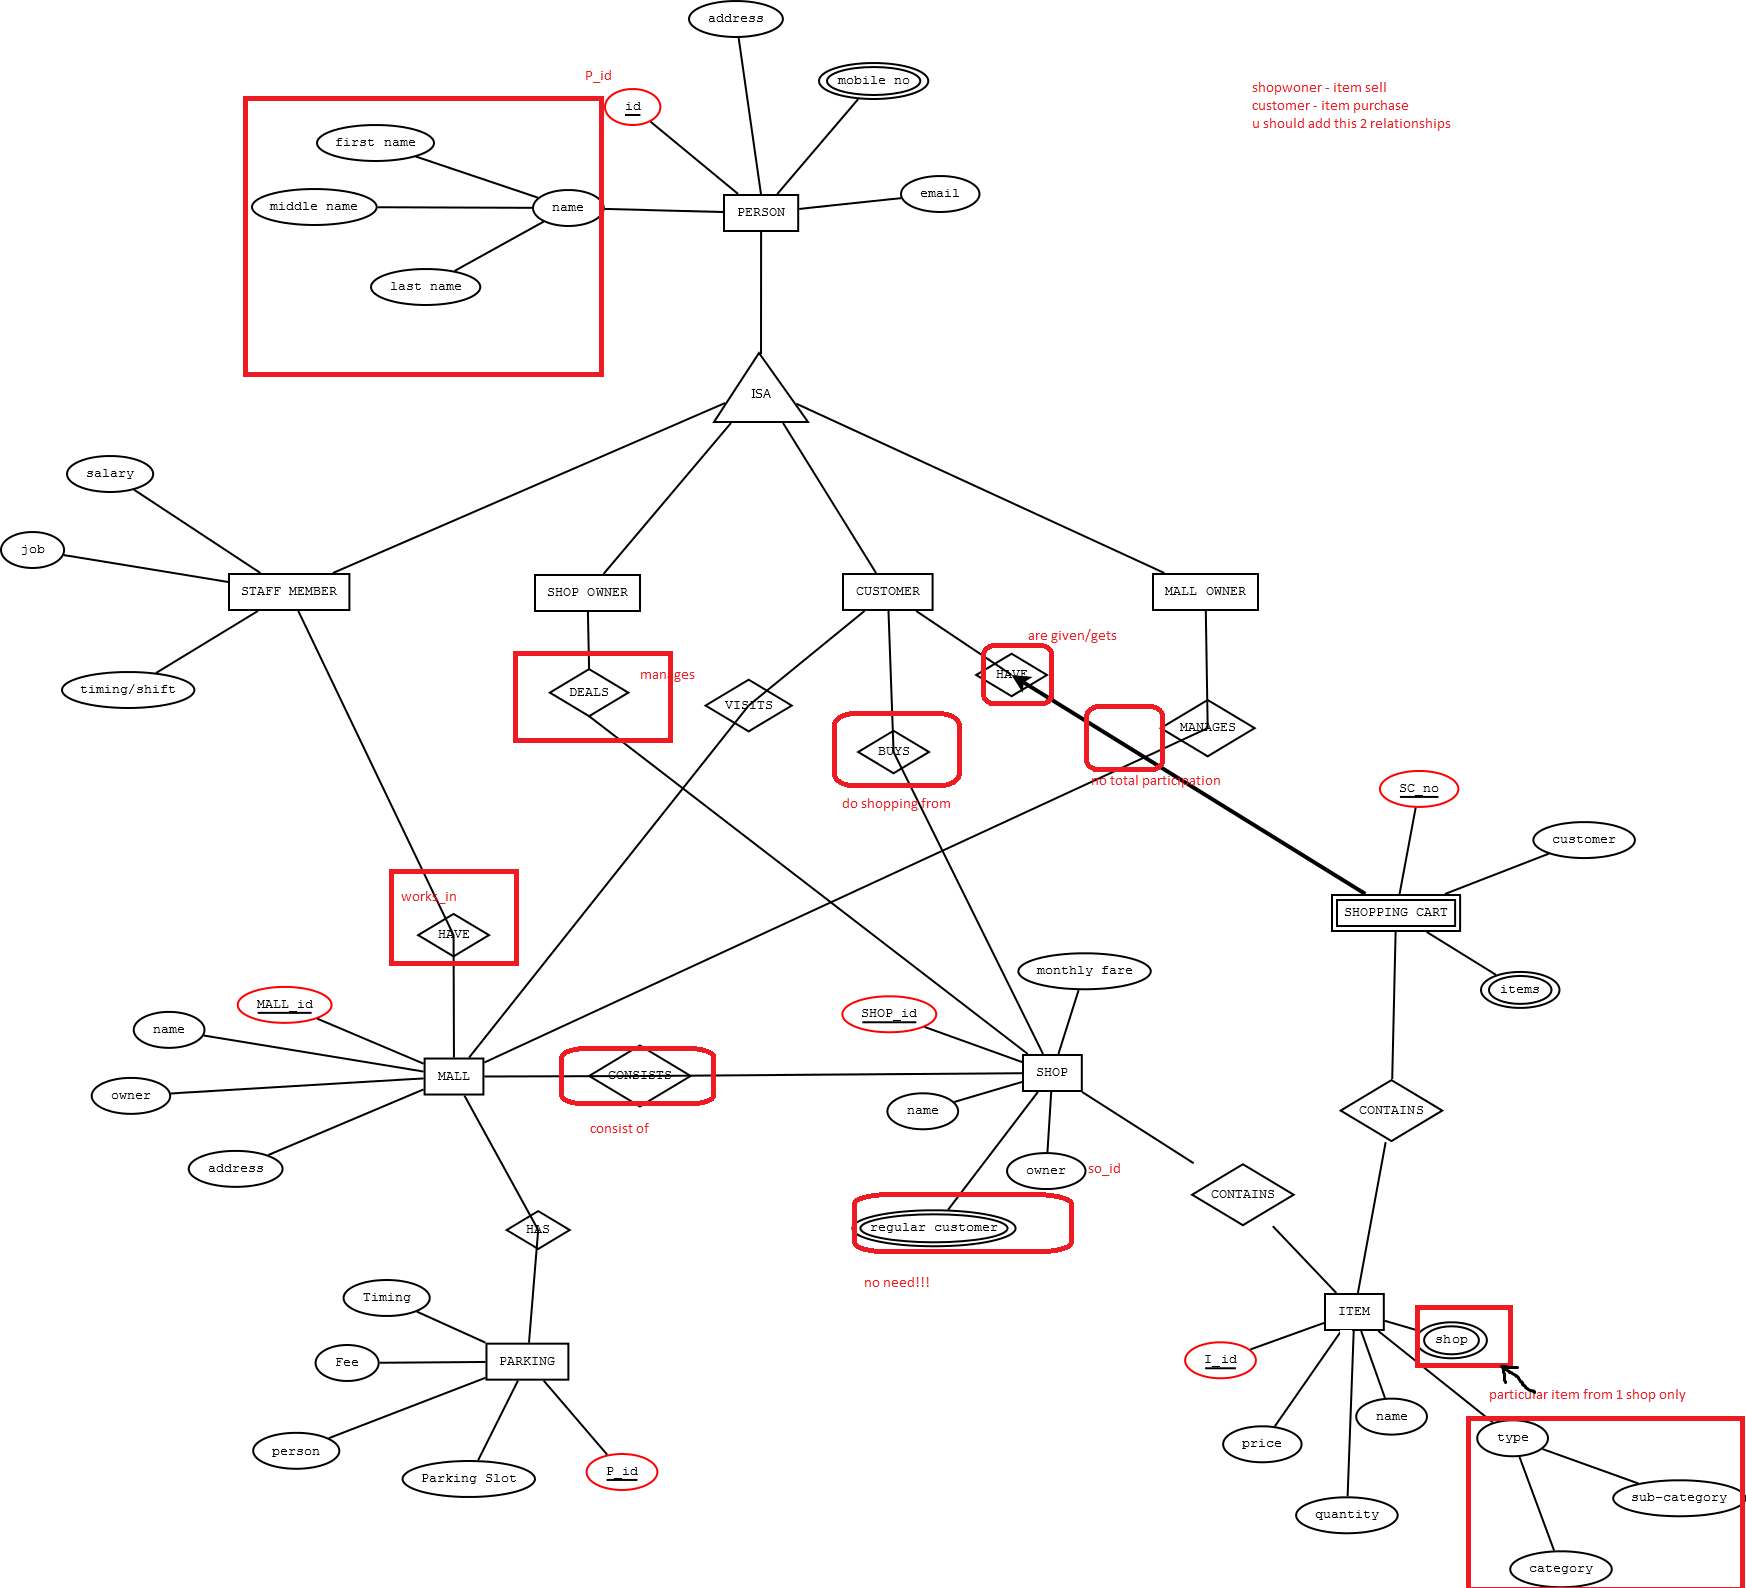 address
P_id
mobile no
id
shopwoner - item sell
customer - item purchase
u should add this 2 relationships
first name
middle name
name
last name
PERSON
email
ISA
salary
job
STAFF MEMBER
timing/shift
SHOP OWNER
CUSTOMER
MALL OWNER
are given/gets
DEALS
manages
VISITS
HAVE
BUYS
MANAGES
do shopping from
no total participation
SC_no
customer
SHOPPING CART
items
works_in
HAVE
monthly fare
MALL_id
name
SHOP_id
owner
MALL
CONSISTS
SHOP
consist of
name
address
owner
so_id
CONTAINS
CONTAINS
regular customer
no need!!!
HAS
Timing
Fee
PARKING
person
Parking Slot
P_id
ITEM
shop
I_id
particular item from 1 shop only
name
price
type
quantity
sub-category
category